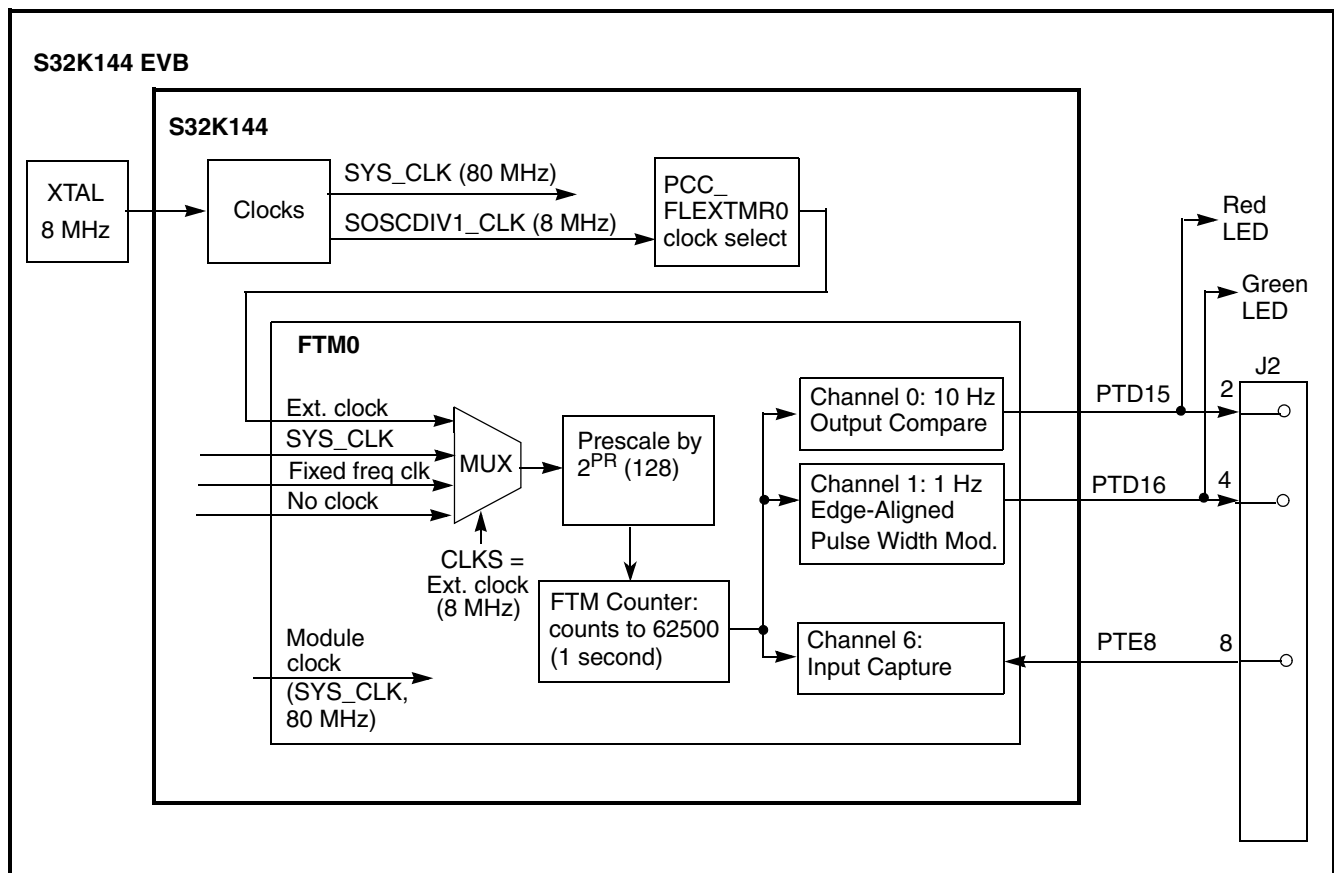 S32K144 EVB
S32K144
XTAL
8 MHz
Clocks
SYS_CLK (80 MHz)
SOSCDIV1_CLK (8 MHz)
PCC_
FLEXTMR0
clock select
Red
LED
Green
LED
FTM0
J2
Ext. clock
SYS_CLK
Fixed freq clk
No clock
MUX
CLKS =
Ext. clock
(8 MHz)
Prescale by
2^PR (128)
FTM Counter:
counts to 62500
(1 second)
Channel 0: 10 Hz
Output Compare
PTD15
2
Channel 1: 1 Hz
Edge-Aligned
Pulse Width Mod.
PTD16
4
Channel 6:
Input Capture
PTE8
8
Module
clock
(SYS_CLK,
80 MHz)